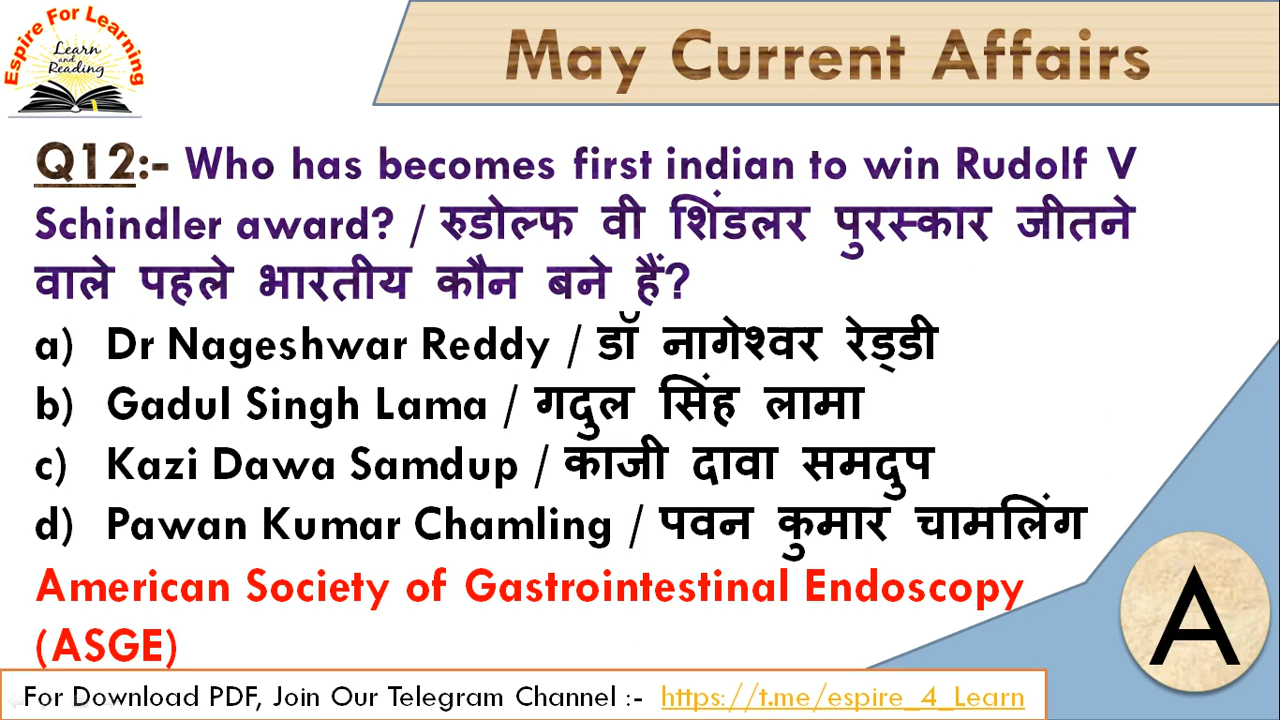 Espire For Learning
Learn
and
Reading
May Current Affairs
Q12:- Who has becomes first indian to win Rudolf V
Schindler award? / रुडोल्फ वी शिंडलर पुरस्कार जीतने
वाले पहले भारतीय कौन बने हैं?
a) Dr Nageshwar Reddy / डॉ नागेश्वर रेड्डी
b) Gadul Singh Lama / गदुल सिंह लामा
c) Kazi Dawa Samdup / काजी दावा समदुप
d) Pawan Kumar Chamling / पवन कुमार चामलिंग
American Society of Gastrointestinal Endoscopy
(ASGE)
A
For Download PDF, Join Our Telegram Channel :- https://t.me/espire_4_Learn